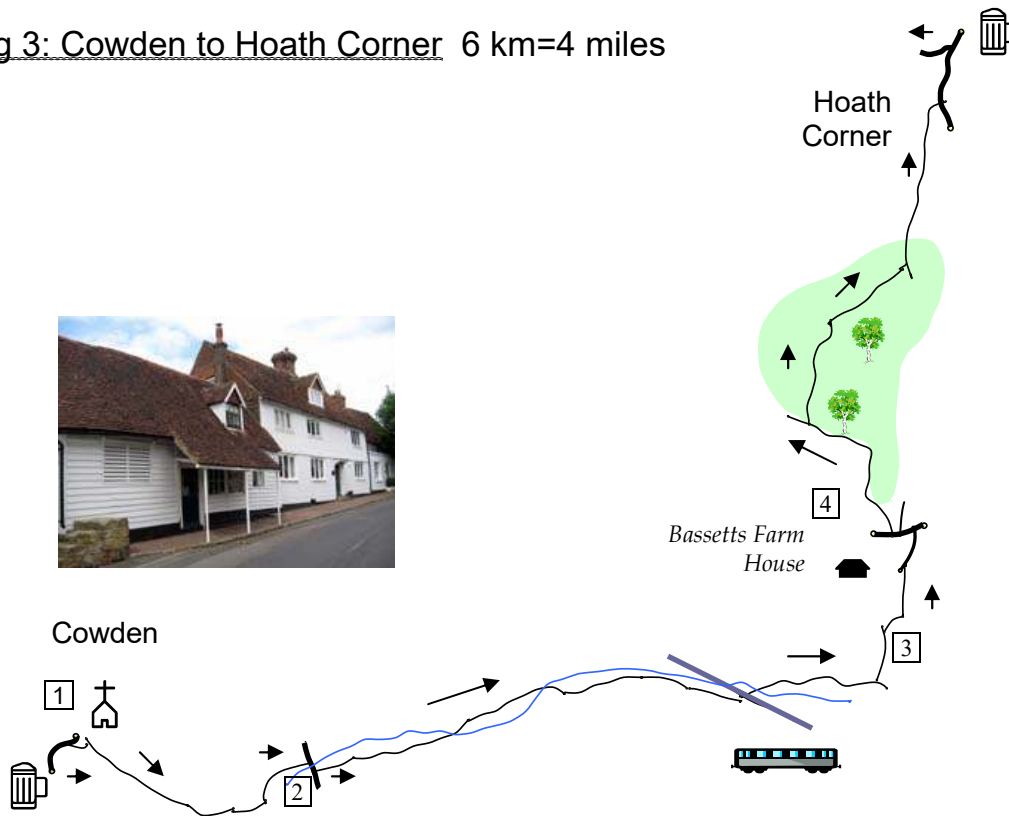 g 3: Cowden to Hoath Corner 6 km=4 miles
Hoath
Corner
4
Bassetts Farm
House
Cowden
3
1
2